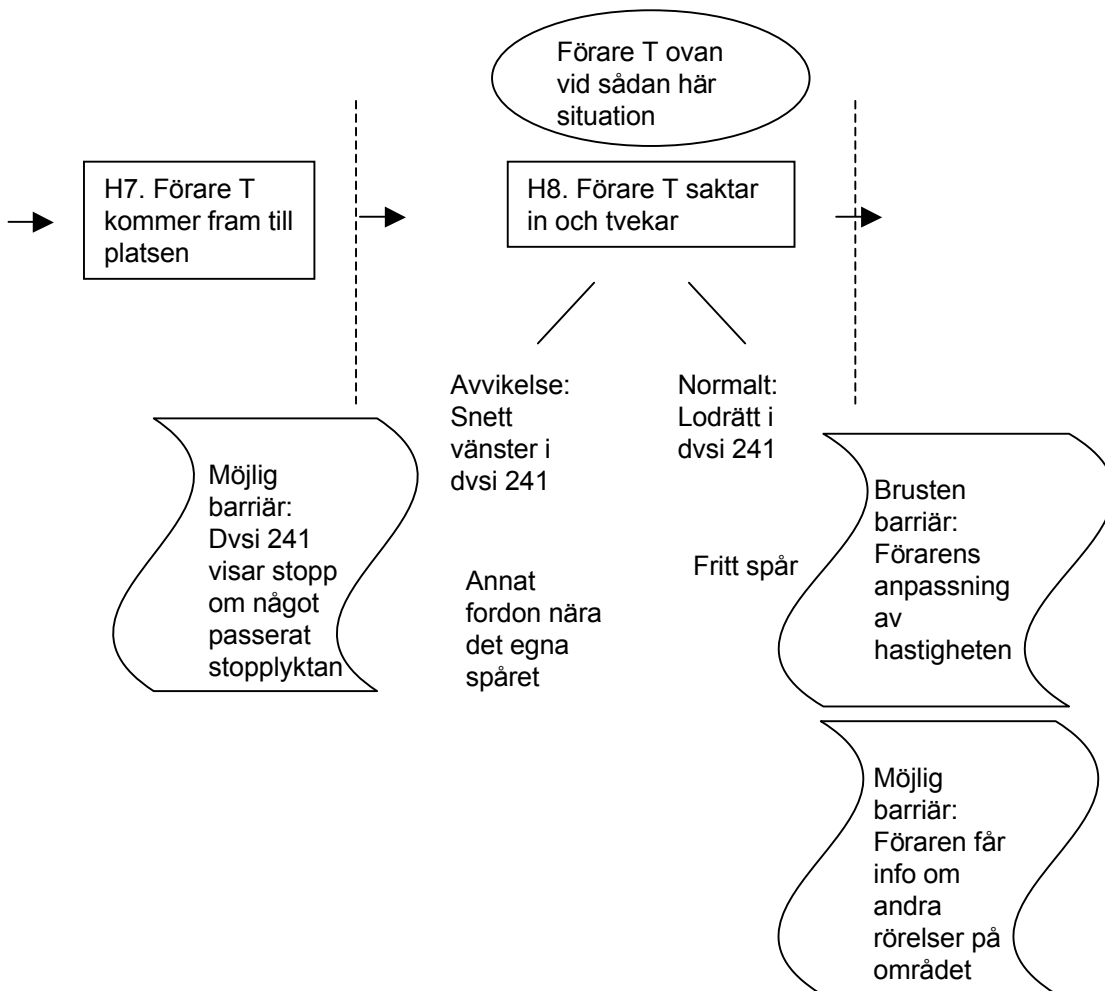 Förare T ovan
vid sådan här
situation
H7. Förare T
kommer fram till
platsen
H8. Förare T saktar
in och tvekar
Avvikelse:
Snett
vänster i
dvsi 241
Normalt:
Lodrätt i
dvsi 241
Möjlig
barriär:
Dvsi 241
visar stopp
om något
passerat
stopplyktan
Annat
fordon nära
det egna
spåret
Fritt spår
Brusten
barriär:
Förarens
anpassning
av
hastigheten
Möjlig
barriär:
Föraren får
info om
andra
rörelser på
området